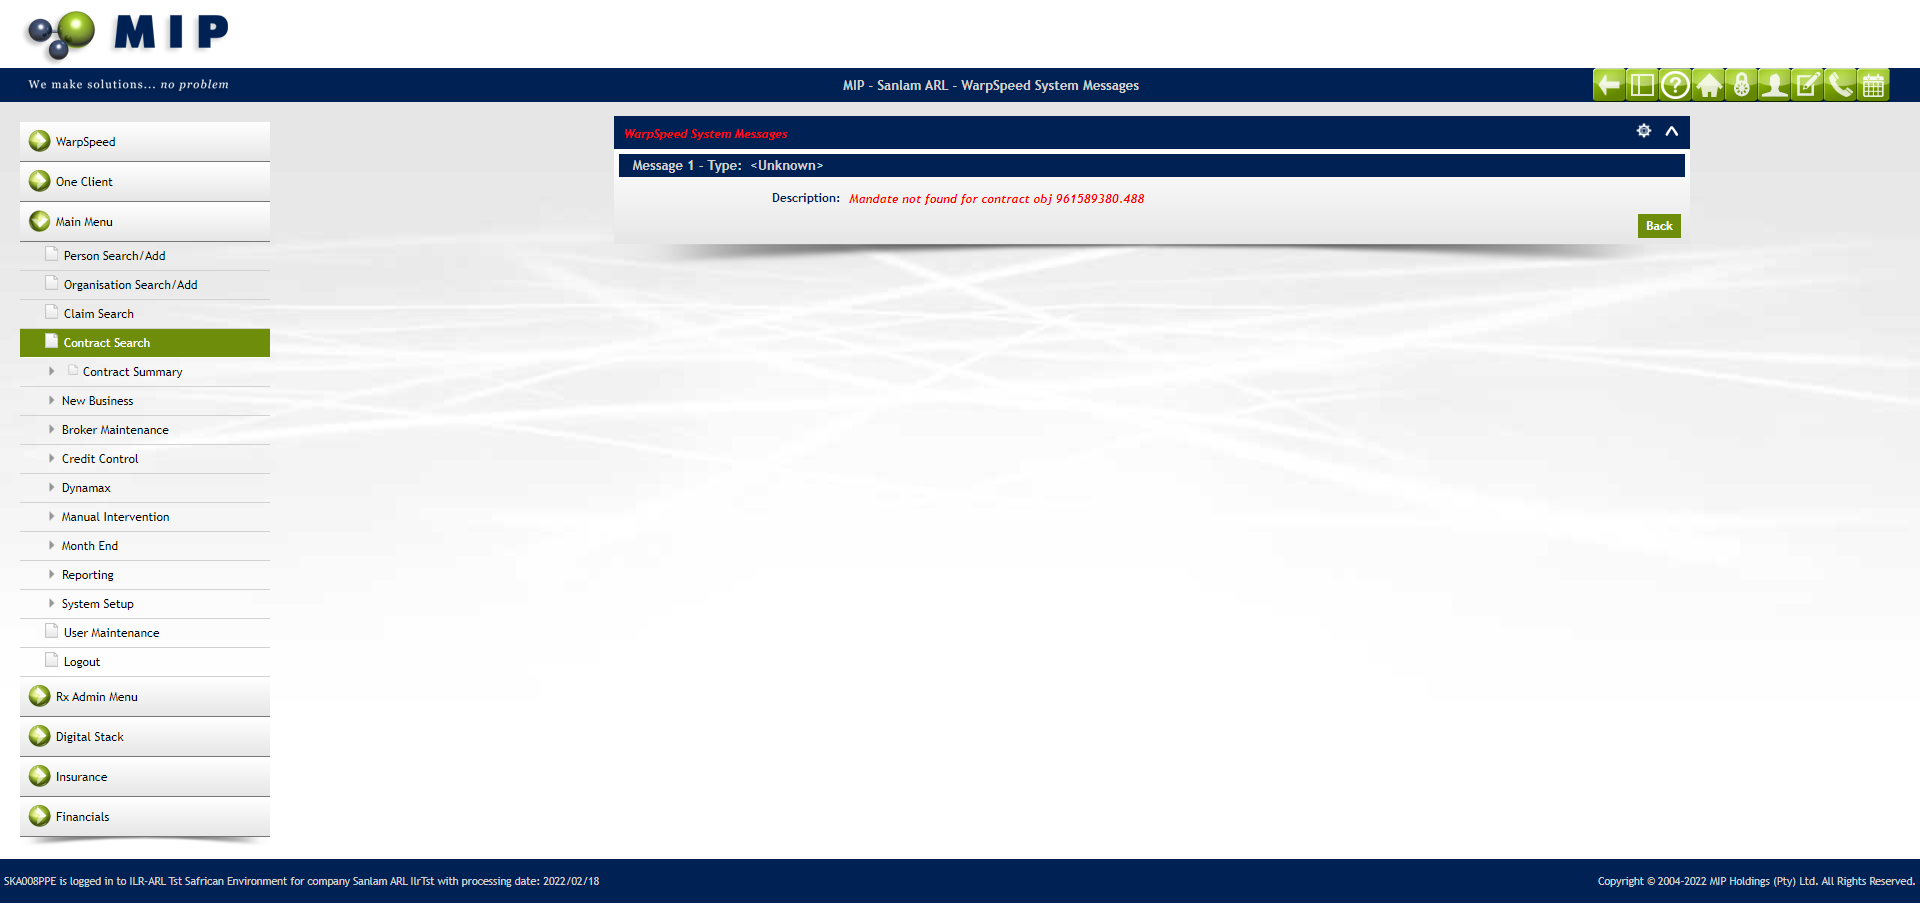 MIP
We make solutions... no problem
MIP - Sanlam ARL - WarpSpeed System Messages
WarpSpeed
One Client
Main Menu
Person Search/Add
Organisation Search/Add
Claim Search
Contract Search
Contract Summary
New Business
Broker Maintenance
Credit Control
Dynamax
Manual Intervention
Month End
Reporting
System Setup
User Maintenance
Logout
Rx Admin Menu
Digital Stack
Insurance
Financials
WarpSpeed System Messages
Message 1 - Type: <Unknown>
Description: Mandate not found for contract obj 961589380.488
Back
SKA008PPE is logged in to ILR-ARL Tst Safrican Environment for company Sanlam ARL IlrTst with processing date: 2022/02/18
Copyright © 2004-2022 MIP Holdings (Pty) Ltd. All Rights Reserved.